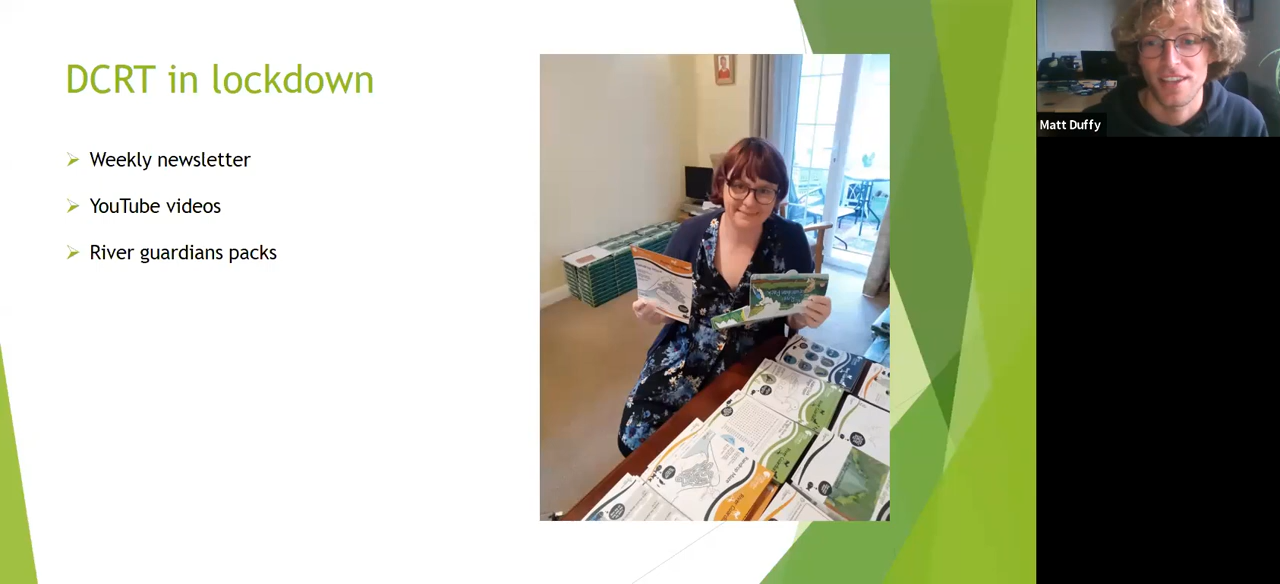 DCRT in lockdown
Weekly newsletter
YouTube videos
River guardians packs
Matt Duffy